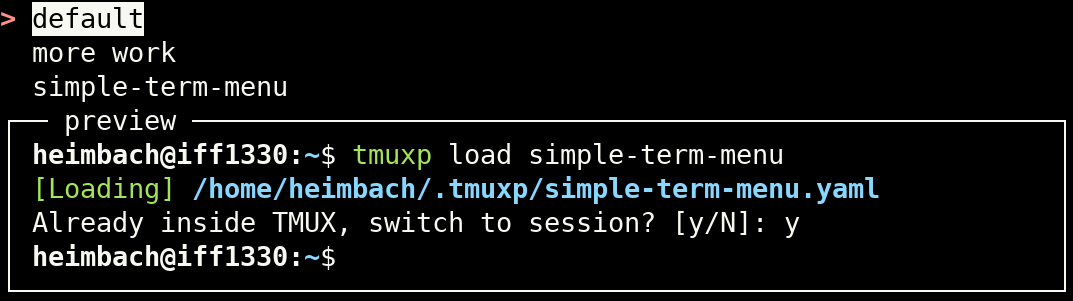 > default
more work
simple-term-menu
preview
heimbach@iff1330:~$ tmuxp load simple-term-menu
[Loading] /home/heimbach/.tmuxp/simple-term-menu.yaml
Already inside TMUX, switch to session? [y/N]: y
heimbach@iff1330:~$